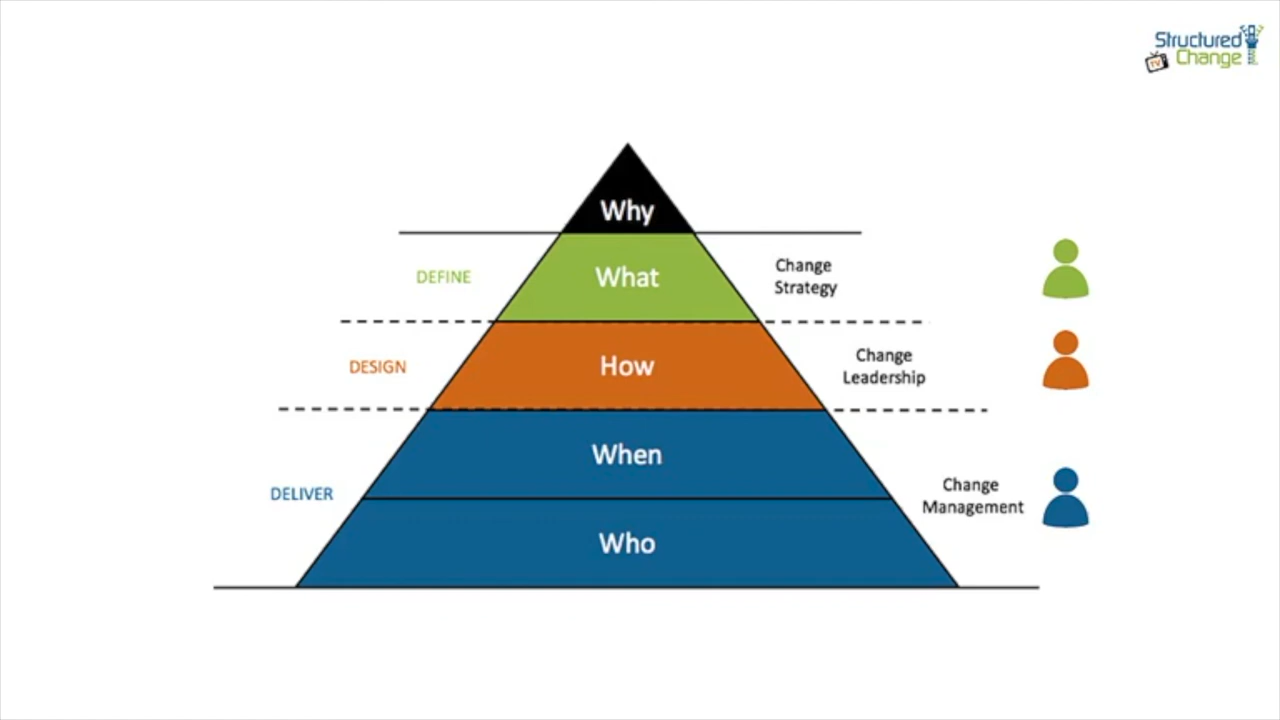 Structured
TV Change
Why
DEFINE
What
Change
Strategy
DESIGN
How
Change
Leadership
When
DELIVER
Change
Management
Who